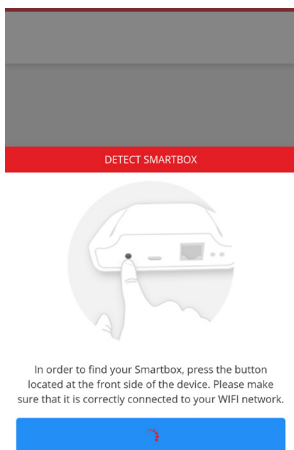 DETECT SMARTBOX
In order to find your Smartbox, press the button
located at the front side of the device. Please make
sure that it is correctly connected to your WIFI network.